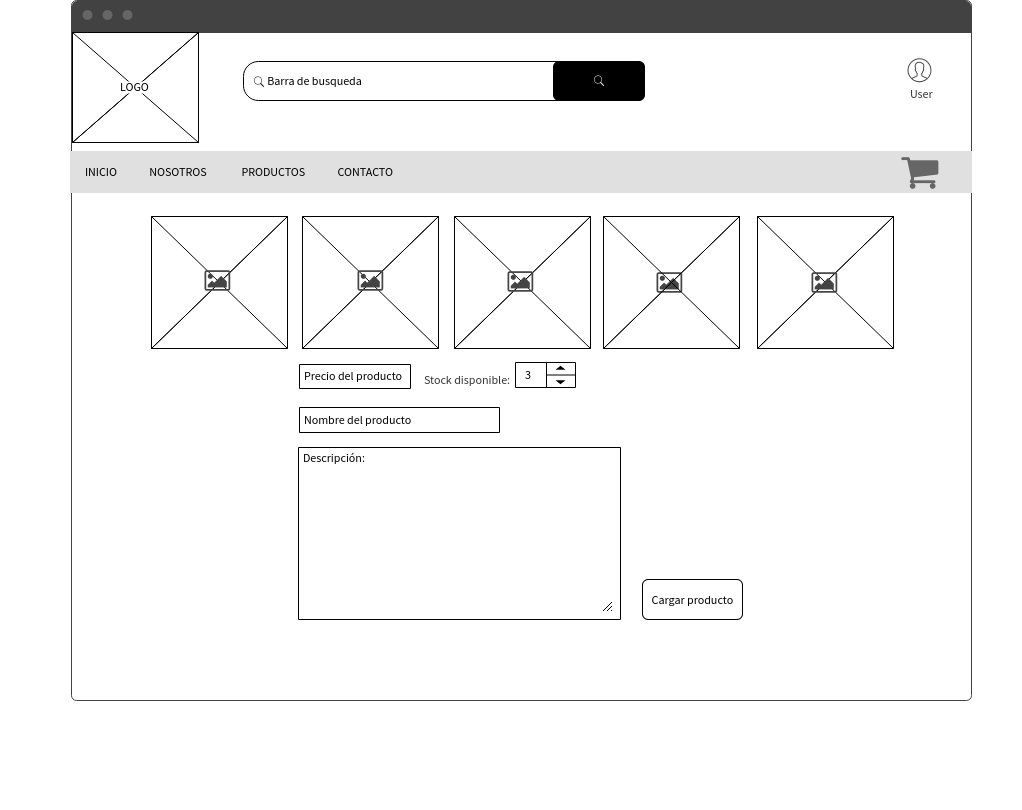 LOGO
Barra de busqueda
User
INICIO NOSOTROS PRODUCTOS CONTACTO
Precio del producto Stock disponible: 3
Nombre del producto
Descripción:
Cargar producto